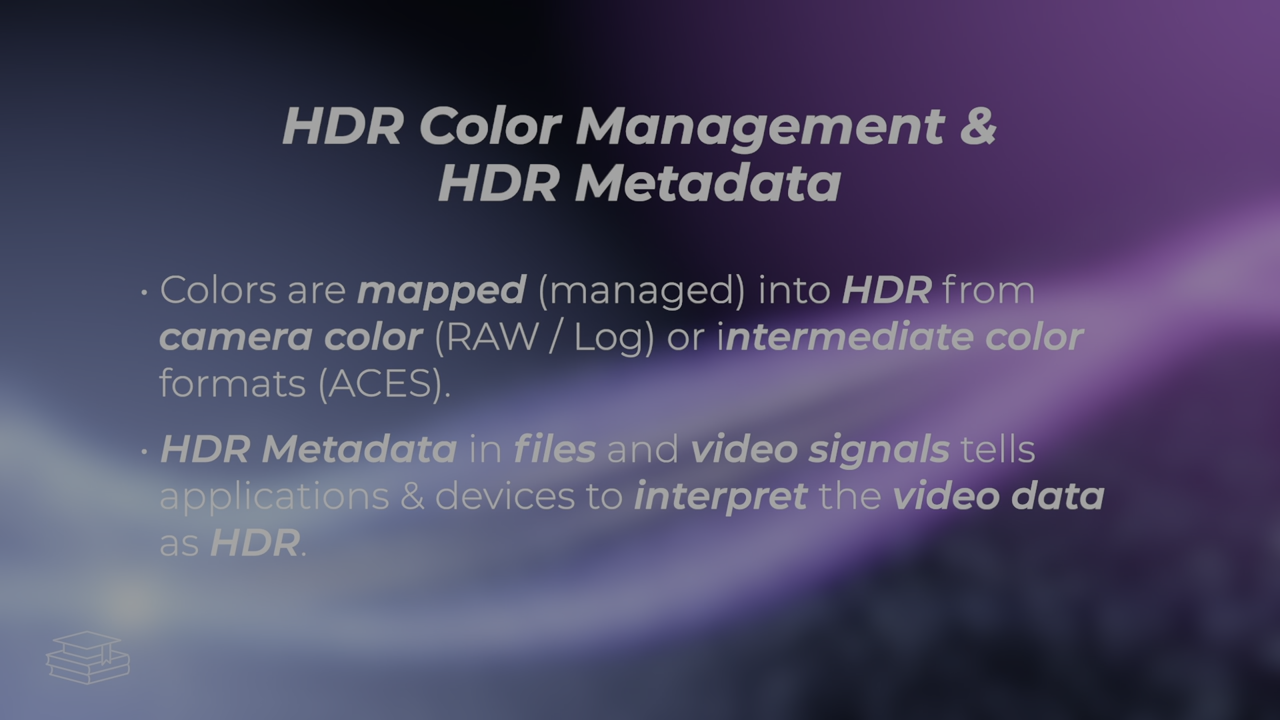 HDR Color Management &
HDR Metadata
· Colors are mapped (managed) into HDR from
camera color (RAW / Log) or intermediate color
formats (ACES).
· HDR Metadata in files and video signals tells
applications & devices to interpret the video data
as HDR.